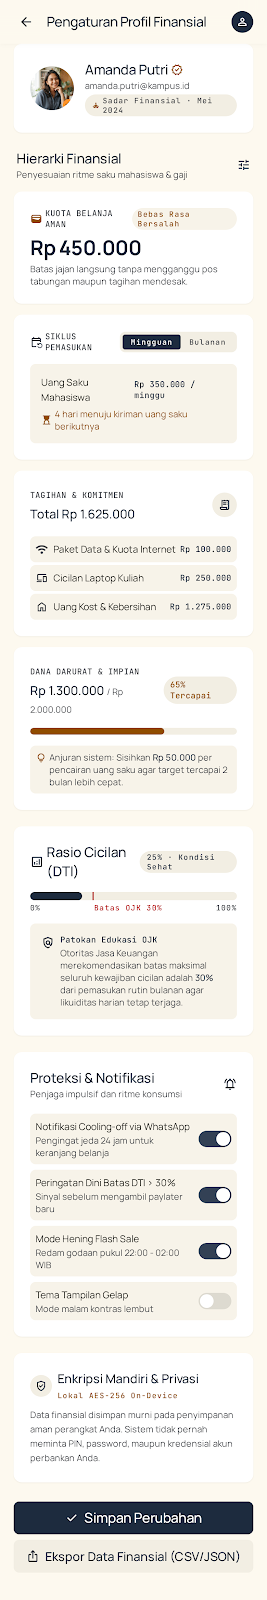 Pengaturan Profil Finansial
Amanda Putri
amanda.putri@kampus.id
Sadar Finansial · Mei
2024
Hierarki Finansial
Penyesuaian ritme saku mahasiswa & gaji
KUOTA BELANJA
AMAN
Bebas Rasa
Bersalah
Rp 450.000
Batas jajan langsung tanpa mengganggu pos
tabungan maupun tagihan mendesak.
SIKLUS
PEMASUKAN
Mingguan
Bulanan
Uang Saku
Mahasiswa
Rp 350.000 /
minggu
4 hari menuju kiriman uang saku
berikutnya
TAGIHAN & KOMITMEN
Total Rp 1.625.000
Paket Data & Kuota Internet Rp 100.000
Cicilan Laptop Kuliah Rp 250.000
Uang Kost & Kebersihan Rp 1.275.000
DANA DARURAT & IMPIAN
Rp 1.300.000 / Rp
2.000.000
65%
Tercapai
Anjuran sistem: Sisihkan Rp 50.000 per
pencairan uang saku agar target tercapai 2
bulan lebih cepat.
Rasio Cicilan
(DTI)
25% · Kondisi
Sehat
0% Batas OJK 30% 100%
Patokan Edukasi OJK
Otoritas Jasa Keuangan
merekomendasikan batas maksimal
seluruh kewajiban cicilan adalah 30%
dari pemasukan rutin bulanan agar
likuiditas harian tetap terjaga.
Proteksi & Notifikasi
Penjaga impulsif dan ritme konsumsi
Notifikasi Cooling-off via WhatsApp
Pengingat jeda 24 jam untuk
keranjang belanja
Peringatan Dini Batas DTI > 30%
Sinyal sebelum mengambil paylater
baru
Mode Hening Flash Sale
Redam godaan pukul 22:00 - 02:00
WIB
Tema Tampilan Gelap
Mode malam kontras lembut
Enkripsi Mandiri & Privasi
Lokal AES-256 On-Device
Data finansial disimpan murni pada penyimpanan
aman perangkat Anda. Sistem tidak pernah
meminta PIN, password, maupun kredensial akun
perbankan Anda.
Simpan Perubahan
Ekspor Data Finansial (CSV/JSON)